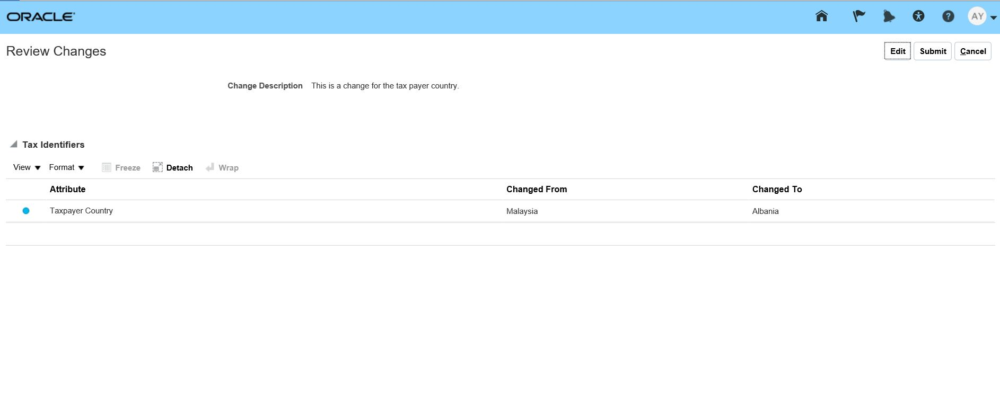 ORACLE
? AY
Review Changes
Edit Submit Cancel
Change Description This is a change for the tax payer country.
Tax Identifiers
View Format Freeze Detach Wrap
Attribute Changed From Changed To
Taxpayer Country Malaysia Albania